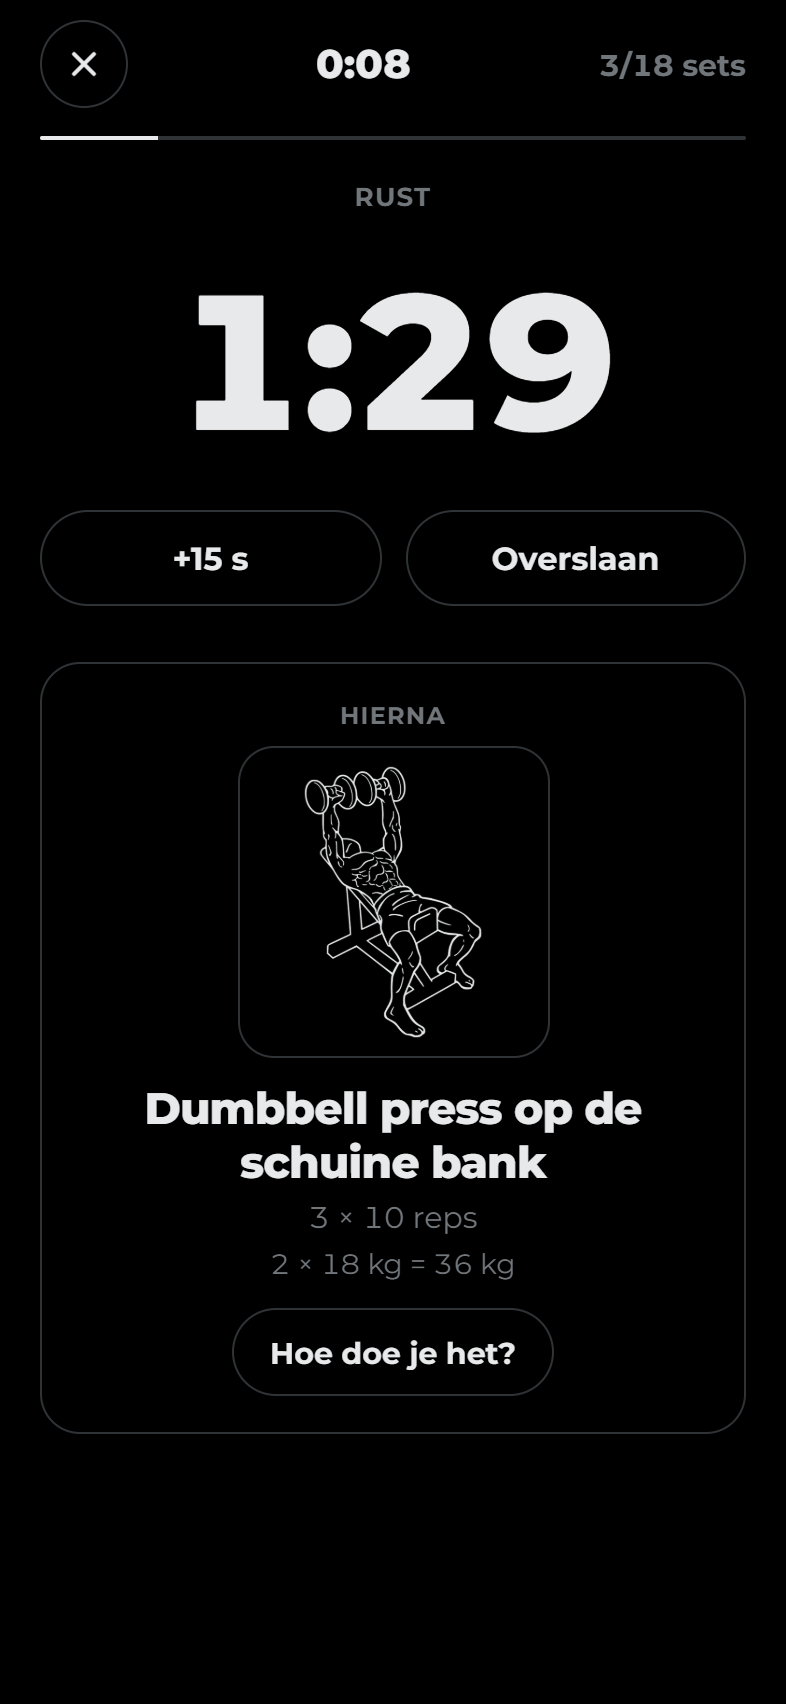 0:08
3/18 sets
RUST
1:29
+15 s
Overslaan
HIERNA
Dumbbell press op de
schuine bank
3 × 10 reps
2 × 18 kg = 36 kg
Hoe doe je het?